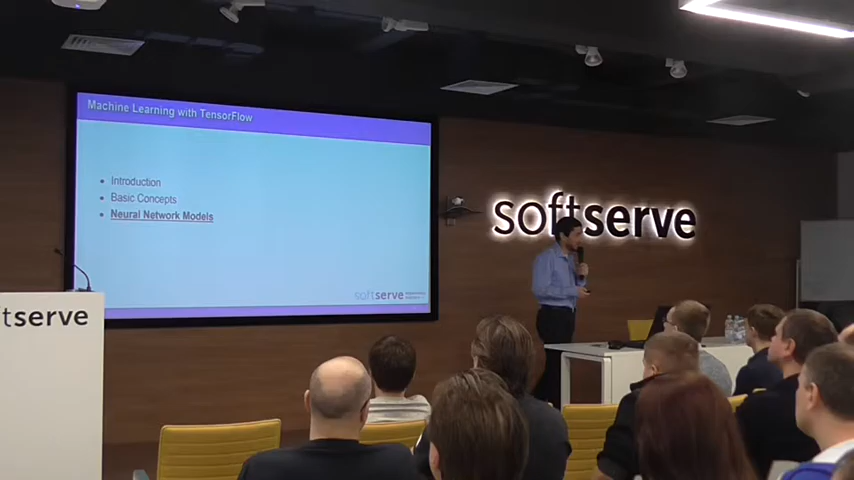 Machine Learning with TensorFlow
Introduction
Basic Concepts
Neural Network Models
softserve
softserve
tserve